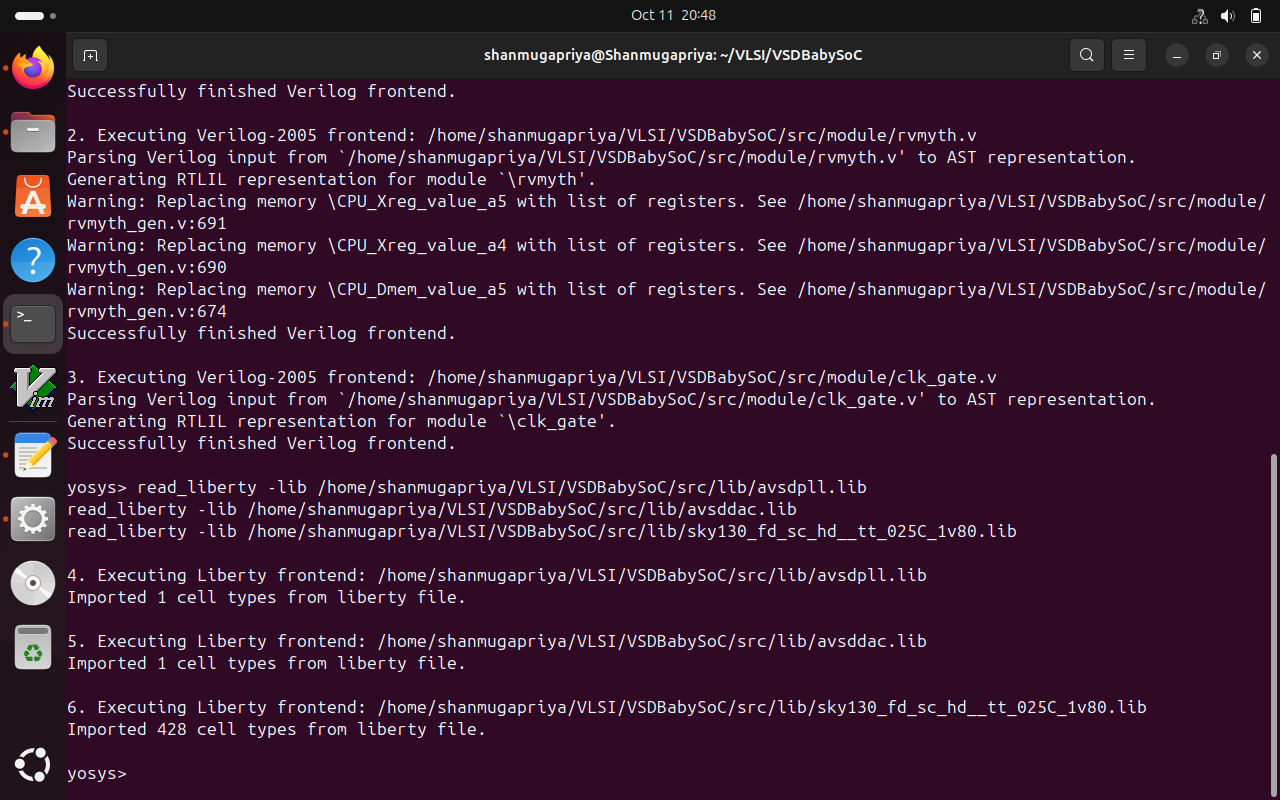 Oct 11 20:48
shanmugapriya@Shanmugapriya: ~/VLSI/VSDBabySoC
Successfully finished Verilog frontend.
2. Executing Verilog-2005 frontend: /home/shanmugapriya/VLSI/VSDBabySoC/src/module/rvmyth.v
Parsing Verilog input from `/home/shanmugapriya/VLSI/VSDBabySoC/src/module/rvmyth.v' to AST representation.
Generating RTLIL representation for module `\rvmyth'.
Warning: Replacing memory \CPU_Xreg_value_a5 with list of registers. See /home/shanmugapriya/VLSI/VSDBabySoC/src/module/
rvmyth_gen.v:691
Warning: Replacing memory \CPU_Xreg_value_a4 with list of registers. See /home/shanmugapriya/VLSI/VSDBabySoC/src/module/
rvmyth_gen.v:690
Warning: Replacing memory \CPU_Dmem_value_a5 with list of registers. See /home/shanmugapriya/VLSI/VSDBabySoC/src/module/
rvmyth_gen.v:674
Successfully finished Verilog frontend.
3. Executing Verilog-2005 frontend: /home/shanmugapriya/VLSI/VSDBabySoC/src/module/clk_gate.v
Parsing Verilog input from `/home/shanmugapriya/VLSI/VSDBabySoC/src/module/clk_gate.v' to AST representation.
Generating RTLIL representation for module `\clk_gate'.
Successfully finished Verilog frontend.
yosys> read_liberty -lib /home/shanmugapriya/VLSI/VSDBabySoC/src/lib/avsdpll.lib
read_liberty -lib /home/shanmugapriya/VLSI/VSDBabySoC/src/lib/avsddac.lib
read_liberty -lib /home/shanmugapriya/VLSI/VSDBabySoC/src/lib/sky130_fd_sc_hd__tt_025C_1v80.lib
4. Executing Liberty frontend: /home/shanmugapriya/VLSI/VSDBabySoC/src/lib/avsdpll.lib
Imported 1 cell types from liberty file.
5. Executing Liberty frontend: /home/shanmugapriya/VLSI/VSDBabySoC/src/lib/avsddac.lib
Imported 1 cell types from liberty file.
6. Executing Liberty frontend: /home/shanmugapriya/VLSI/VSDBabySoC/src/lib/sky130_fd_sc_hd__tt_025C_1v80.lib
Imported 428 cell types from liberty file.
yosys>